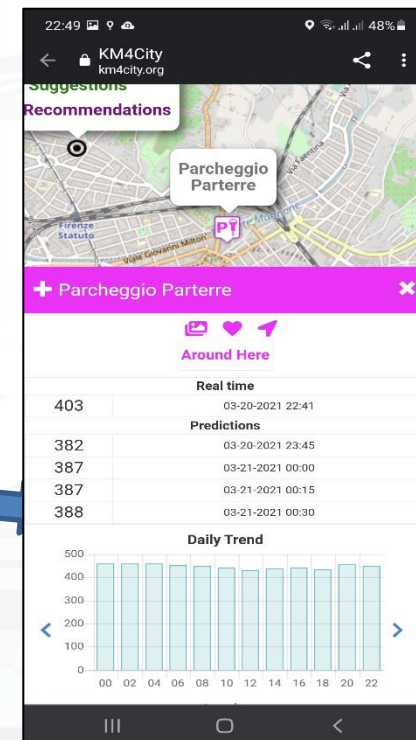 22:49 48%
KM4City
km4city.org
Suggestions
Recommendations
Parcheggio
Parterre
Via Faentina
Firenze
Statuto
Viale Giovanni Milton
Mugnone
P
+ Parcheggio Parterre ×
Around Here
Real time
403 03-20-2021 22:41
Predictions
382 03-20-2021 23:45
387 03-21-2021 00:00
387 03-21-2021 00:15
388 03-21-2021 00:30
Daily Trend
500
400
300
200
100
0
00 02 04 06 08 10 12 14 16 18 20 22